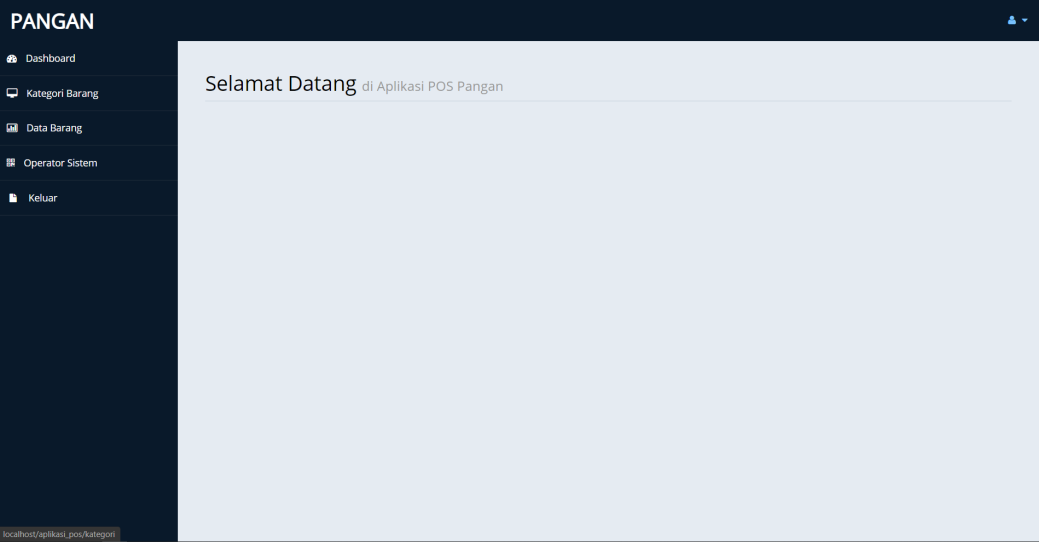 PANGAN
Dashboard
Kategori Barang
Data Barang
Operator Sistem
Keluar
Selamat Datang di Aplikasi POS Pangan
localhost/aplikasi_pos/kategori